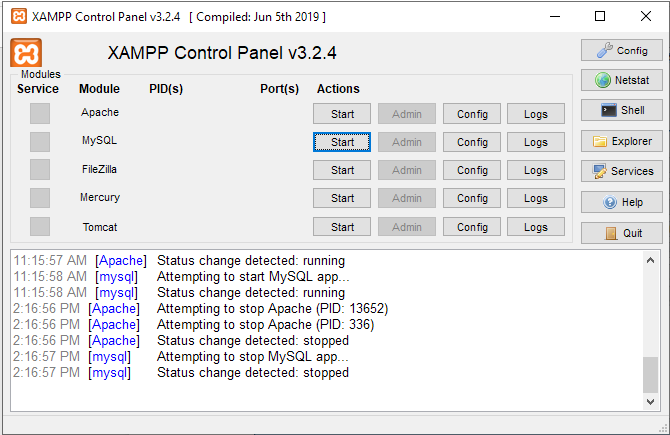 XAMPP Control Panel v3.2.4 [ Compiled: Jun 5th 2019 ]
XAMPP Control Panel v3.2.4
Config
Modules
Service Module PID(s) Port(s) Actions
Netstat
Apache Start Admin Config Logs
Shell
MySQL Start Admin Config Logs
Explorer
FileZilla Start Admin Config Logs
Services
Mercury Start Admin Config Logs
Help
Tomcat Start Admin Config Logs
Quit
11:15:57 AM [Apache] Status change detected: running
11:15:58 AM [mysql] Attempting to start MySQL app...
11:15:58 AM [mysql] Status change detected: running
2:16:56 PM [Apache] Attempting to stop Apache (PID: 13652)
2:16:56 PM [Apache] Attempting to stop Apache (PID: 336)
2:16:56 PM [Apache] Status change detected: stopped
2:16:57 PM [mysql] Attempting to stop MySQL app...
2:16:57 PM [mysql] Status change detected: stopped